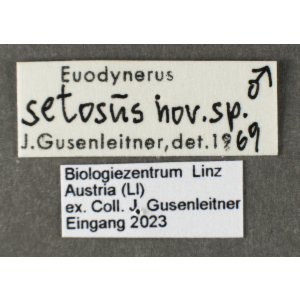 Euodynerus
setosus nov.sp. ♂
J.Gusenleitner,det.1969
Biologiezentrum Linz
Austria (LI)
ex. Coll. J. Gusenleitner
Eingang 2023